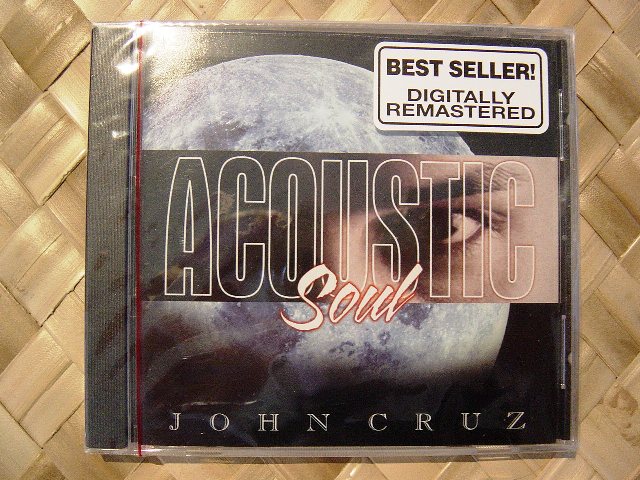 BEST SELLER!
DIGITALLY
REMASTERED
ACOUSTIC
Soul
JOHN CRUZ